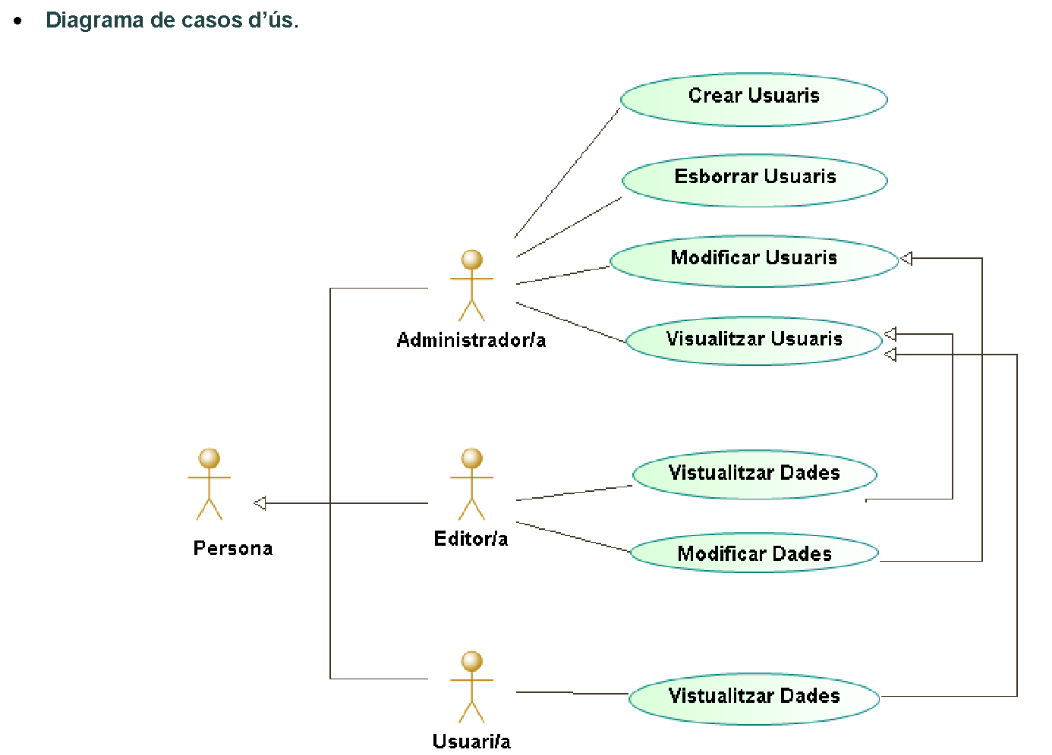 • Diagrama de casos d’ús.
Crear Usuaris
Esborrar Usuaris
Modificar Usuaris
Visualitzar Usuaris
Administrador/a
Vistualitzar Dades
Editor/a
Persona
Modificar Dades
Vistualitzar Dades
Usuari/a